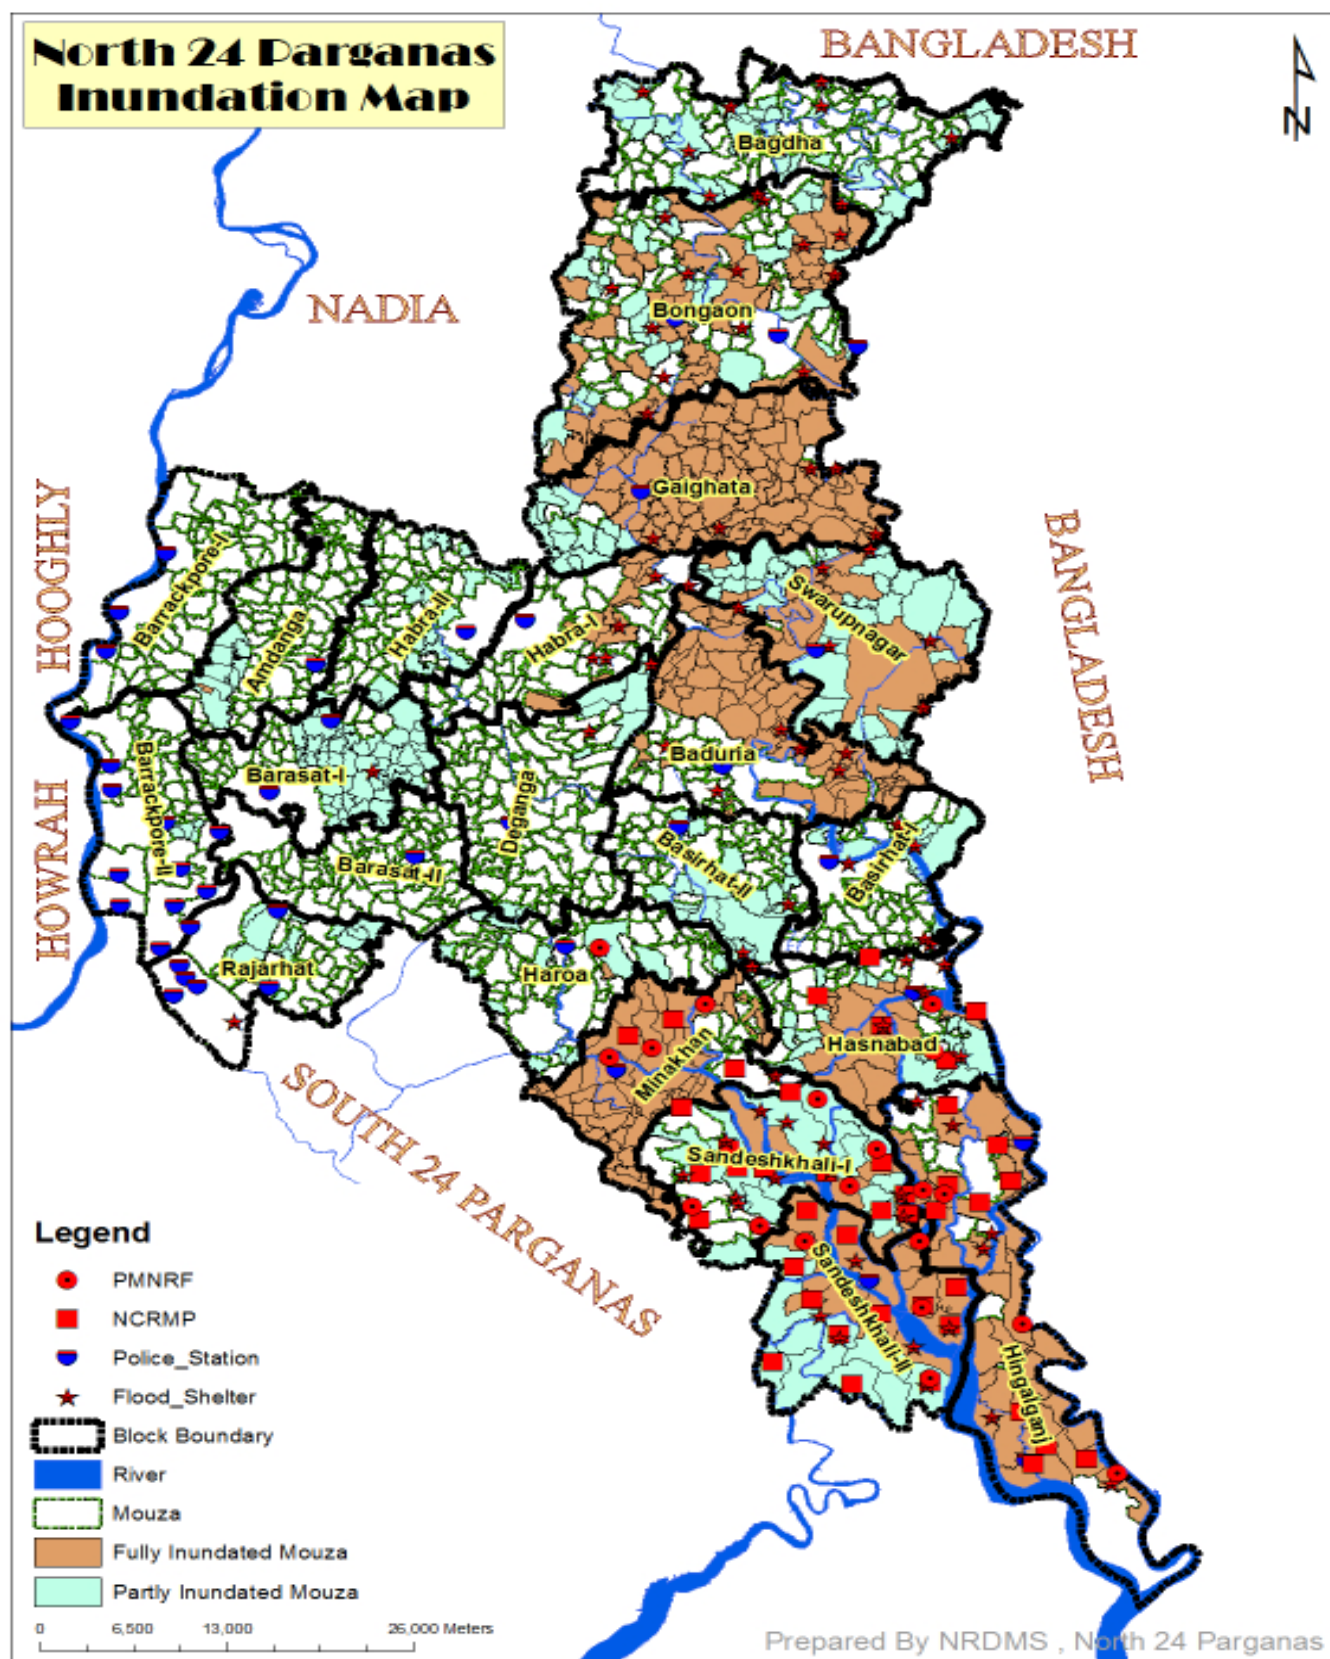 North 24 Parganas
Inundation Map
BANGLADESH
N
NADIA
HOOGHLY
HOWRAH
BANGLADESH
SOUTH 24 PARGANAS
Bagdha
Bongaon
Gaighata
Swarupnagar
Barrackpore-I
Amdanga
Habra-II
Habra-I
Baduria
Barrackpore-II
Barasat-I
Deganga
Barasat-II
Basirhat-II
Basirhat-I
Rajarhat
Haroa
Minakhan
Hasnabad
Sandeshkhali-I
Sandeshkhali-II
Hingalganj
Legend
PMNRF
NCRMP
Police_Station
Flood_Shelter
Block Boundary
River
Mouza
Fully Inundated Mouza
Partly Inundated Mouza
0 6,500 13,000 26,000 Meters
Prepared By NRDMS , North 24 Parganas